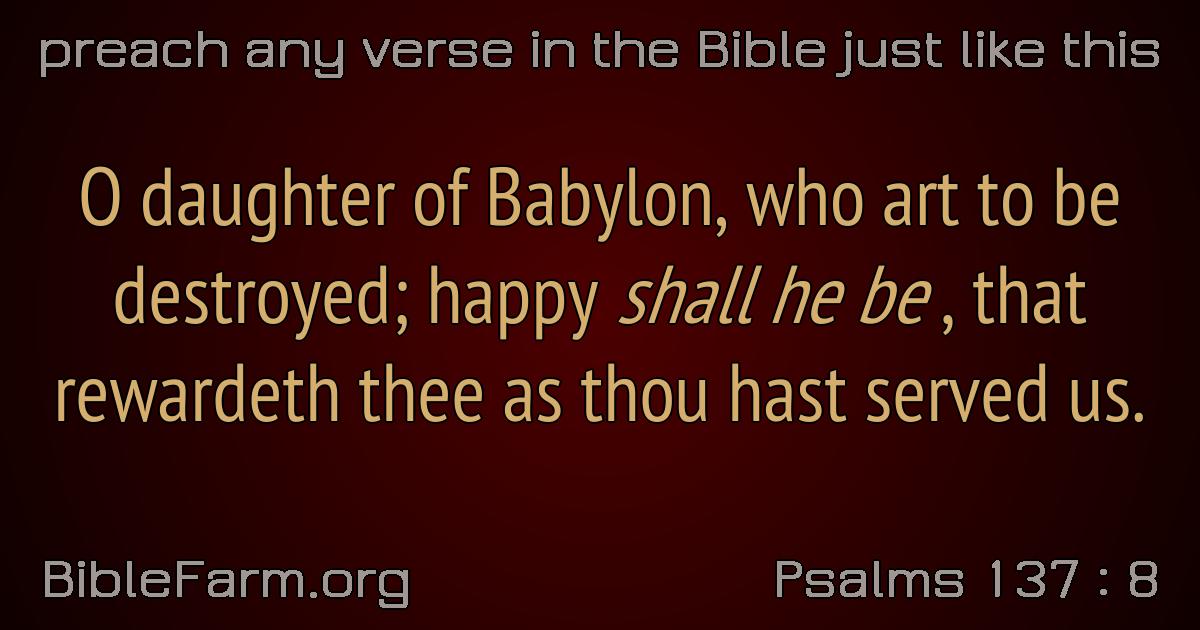 preach any verse in the Bible just like this
O daughter of Babylon, who art to be
destroyed; happy shall he be , that
rewardeth thee as thou hast served us.
BibleFarm.org
Psalms 137 : 8